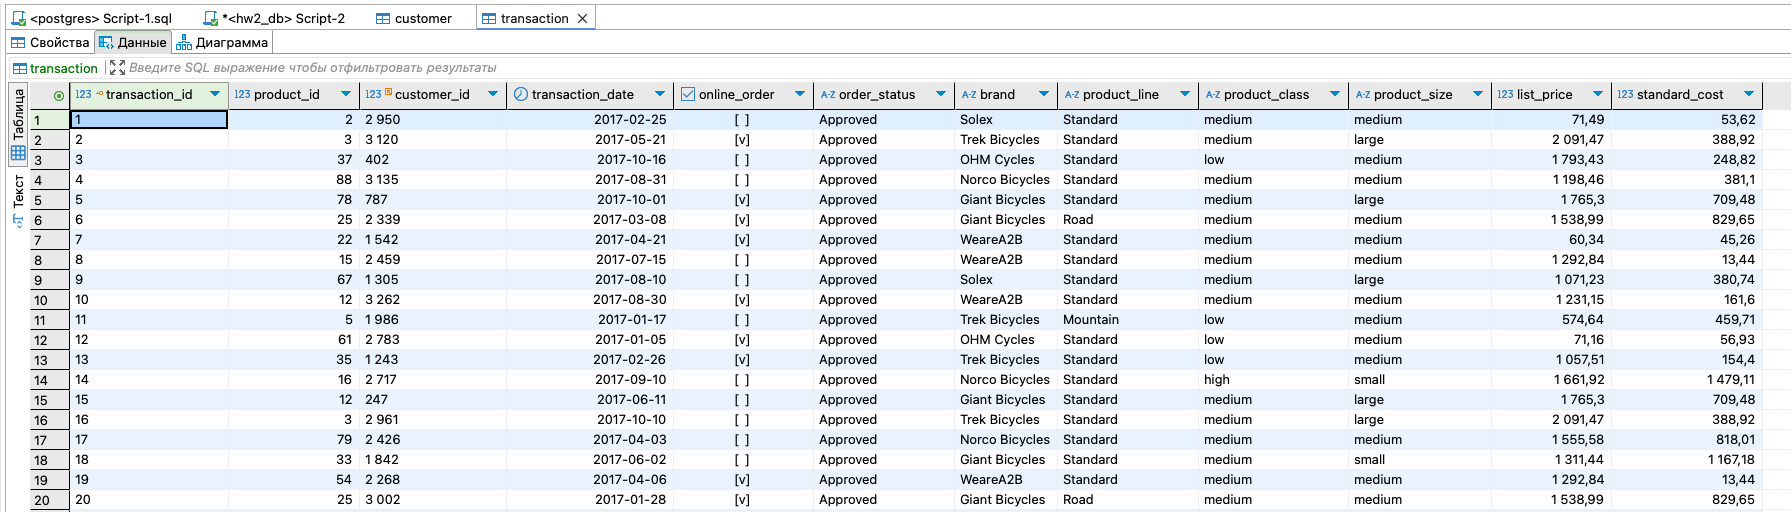 <postgres> Script-1.sql *<hw2_db> Script-2 customer transaction
Свойства Данные Диаграмма
transaction Введите SQL выражение чтобы отфильтровать результаты
Таблица
Текст
123 transaction_id 123 product_id 123 customer_id transaction_date online_order A-Z order_status A-Z brand A-Z product_line A-Z product_class A-Z product_size 123 list_price 123 standard_cost
1 1 2 2 950 2017-02-25 [ ] Approved Solex Standard medium medium 71,49 53,62
2 2 3 3 120 2017-05-21 [v] Approved Trek Bicycles Standard medium large 2 091,47 388,92
3 3 37 402 2017-10-16 [ ] Approved OHM Cycles Standard low medium 1 793,43 248,82
4 4 88 3 135 2017-08-31 [ ] Approved Norco Bicycles Standard medium medium 1 198,46 381,1
5 5 78 787 2017-10-01 [v] Approved Giant Bicycles Standard medium large 1 765,3 709,48
6 6 25 2 339 2017-03-08 [v] Approved Giant Bicycles Road medium medium 1 538,99 829,65
7 7 22 1 542 2017-04-21 [v] Approved WeareA2B Standard medium medium 60,34 45,26
8 8 15 2 459 2017-07-15 [ ] Approved WeareA2B Standard medium medium 1 292,84 13,44
9 9 67 1 305 2017-08-10 [ ] Approved Solex Standard medium large 1 071,23 380,74
10 10 12 3 262 2017-08-30 [v] Approved WeareA2B Standard medium medium 1 231,15 161,6
11 11 5 1 986 2017-01-17 [ ] Approved Trek Bicycles Mountain low medium 574,64 459,71
12 12 61 2 783 2017-01-05 [v] Approved OHM Cycles Standard low medium 71,16 56,93
13 13 35 1 243 2017-02-26 [v] Approved Trek Bicycles Standard low medium 1 057,51 154,4
14 14 16 2 717 2017-09-10 [ ] Approved Norco Bicycles Standard high small 1 661,92 1 479,11
15 15 12 247 2017-06-11 [ ] Approved Giant Bicycles Standard medium large 1 765,3 709,48
16 16 3 2 961 2017-10-10 [ ] Approved Trek Bicycles Standard medium large 2 091,47 388,92
17 17 79 2 426 2017-04-03 [ ] Approved Norco Bicycles Standard medium medium 1 555,58 818,01
18 18 33 1 842 2017-06-02 [ ] Approved Giant Bicycles Standard medium small 1 311,44 1 167,18
19 19 54 2 268 2017-04-06 [v] Approved WeareA2B Standard medium medium 1 292,84 13,44
20 20 25 3 002 2017-01-28 [v] Approved Giant Bicycles Road medium medium 1 538,99 829,65